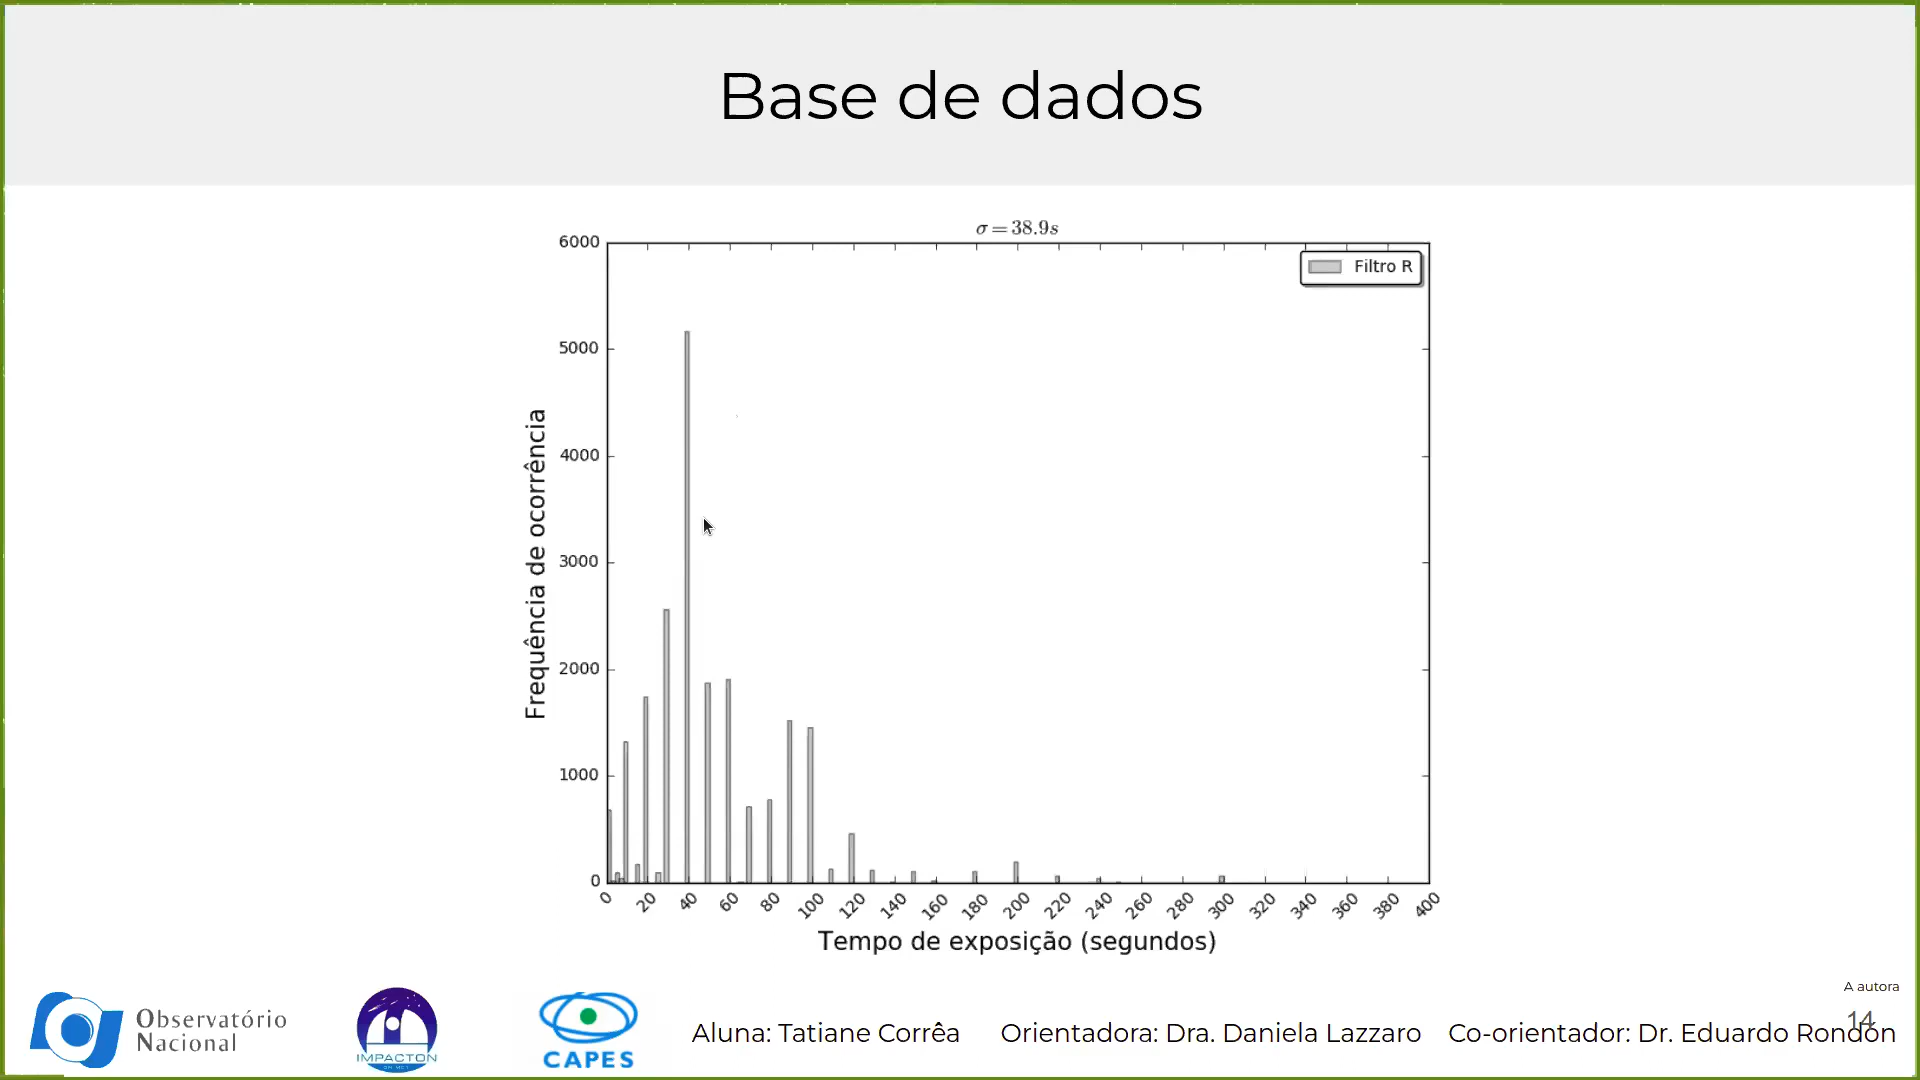 Base de dados
σ = 38.9s
Filtro R
Frequência de ocorrência
6000
5000
4000
3000
2000
1000
0
0 20 40 60 80 100 120 140 160 180 200 220 240 260 280 300 320 340 360 380 400
Tempo de exposição (segundos)
A autora
14
Observatório
Nacional
IMPACTON
CAPES
Aluna: Tatiane Corrêa Orientadora: Dra. Daniela Lazzaro Co-orientador: Dr. Eduardo Rondón